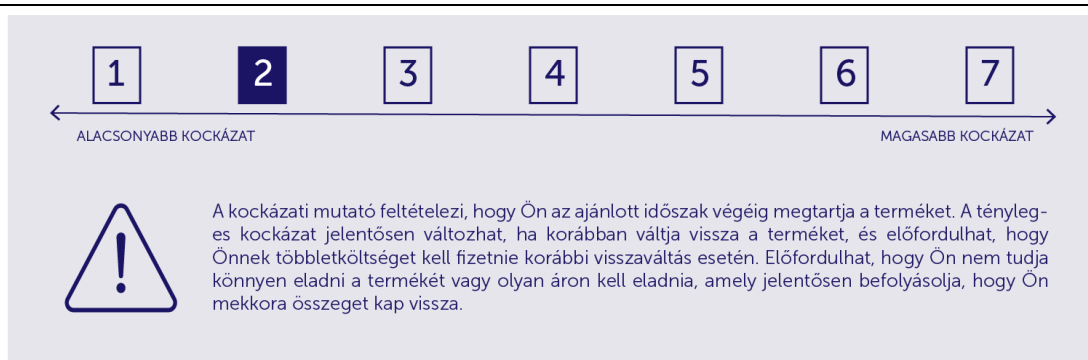 1 2 3 4 5 6 7
ALACSONYABB KOCKÁZAT MAGASABB KOCKÁZAT
A kockázati mutató feltételezi, hogy Ön az ajánlott időszak végéig megtartja a terméket. A tényleg-
es kockázat jelentősen változhat, ha korábban váltja vissza a terméket, és előfordulhat, hogy
Önnek többletköltséget kell fizetnie korábbi visszaváltás esetén. Előfordulhat, hogy Ön nem tudja
könnyen eladni a termékét vagy olyan áron kell eladnia, amely jelentősen befolyásolja, hogy Ön
mekkora összeget kap vissza.